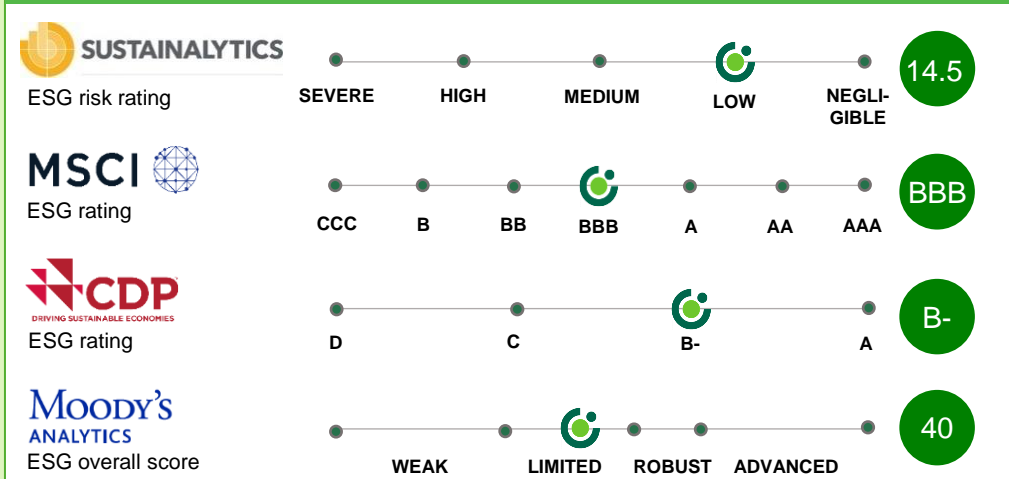 SUSTAINALYTICS
ESG risk rating
SEVERE HIGH MEDIUM LOW NEGLI-
GIBLE
14.5
MSCI
ESG rating
CCC B BB BBB A AA AAA
BBB
CDP
DRIVING SUSTAINABLE ECONOMIES
ESG rating
D C B- A
B-
MOODY'S
ANALYTICS
ESG overall score
WEAK LIMITED ROBUST ADVANCED
40